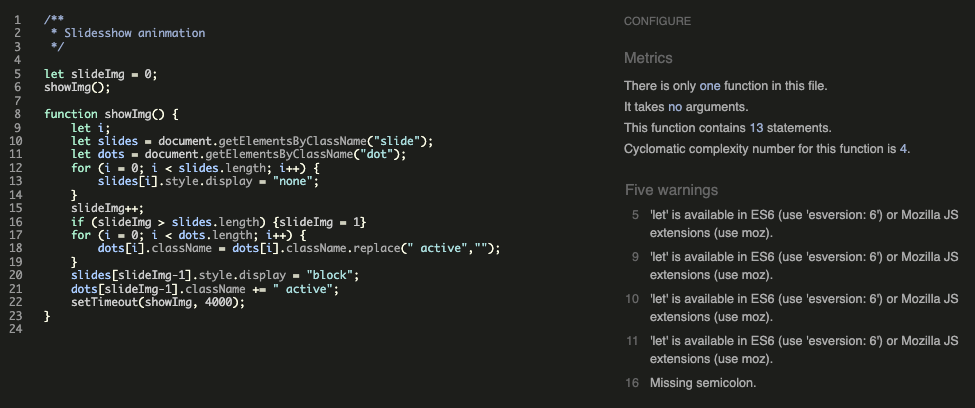 1 /**
2  * Slidesshow aninmation
3  */
4
5 let slideImg = 0;
6 showImg();
7
8 function showImg() {
9     let i;
10     let slides = document.getElementsByClassName("slide");
11     let dots = document.getElementsByClassName("dot");
12     for (i = 0; i < slides.length; i++) {
13         slides[i].style.display = "none";
14     }
15     slideImg++;
16     if (slideImg > slides.length) {slideImg = 1}
17     for (i = 0; i < dots.length; i++) {
18         dots[i].className = dots[i].className.replace(" active","");
19     }
20     slides[slideImg-1].style.display = "block";
21     dots[slideImg-1].className += " active";
22     setTimeout(showImg, 4000);
23 }
24
CONFIGURE
Metrics
There is only one function in this file.
It takes no arguments.
This function contains 13 statements.
Cyclomatic complexity number for this function is 4.
Five warnings
5 'let' is available in ES6 (use 'esversion: 6') or Mozilla JS
extensions (use moz).
9 'let' is available in ES6 (use 'esversion: 6') or Mozilla JS
extensions (use moz).
10 'let' is available in ES6 (use 'esversion: 6') or Mozilla JS
extensions (use moz).
11 'let' is available in ES6 (use 'esversion: 6') or Mozilla JS
extensions (use moz).
16 Missing semicolon.